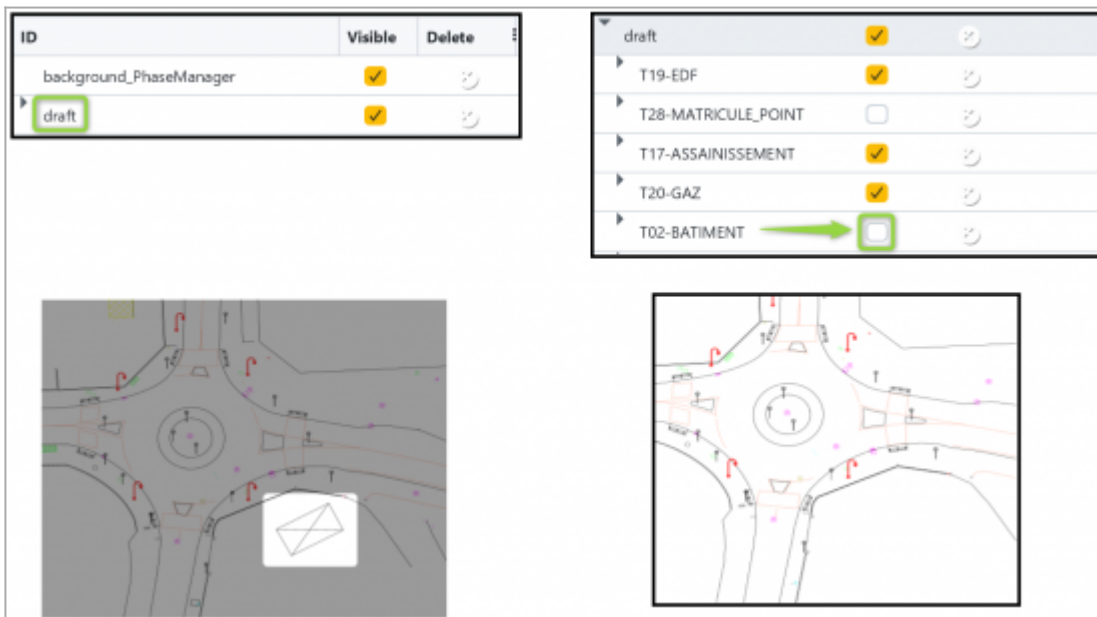 ID Visible Delete
background_PhaseManager
draft
draft
T19-EDF
T28-MATRICULE_POINT
T17-ASSAINISSEMENT
T20-GAZ
T02-BATIMENT